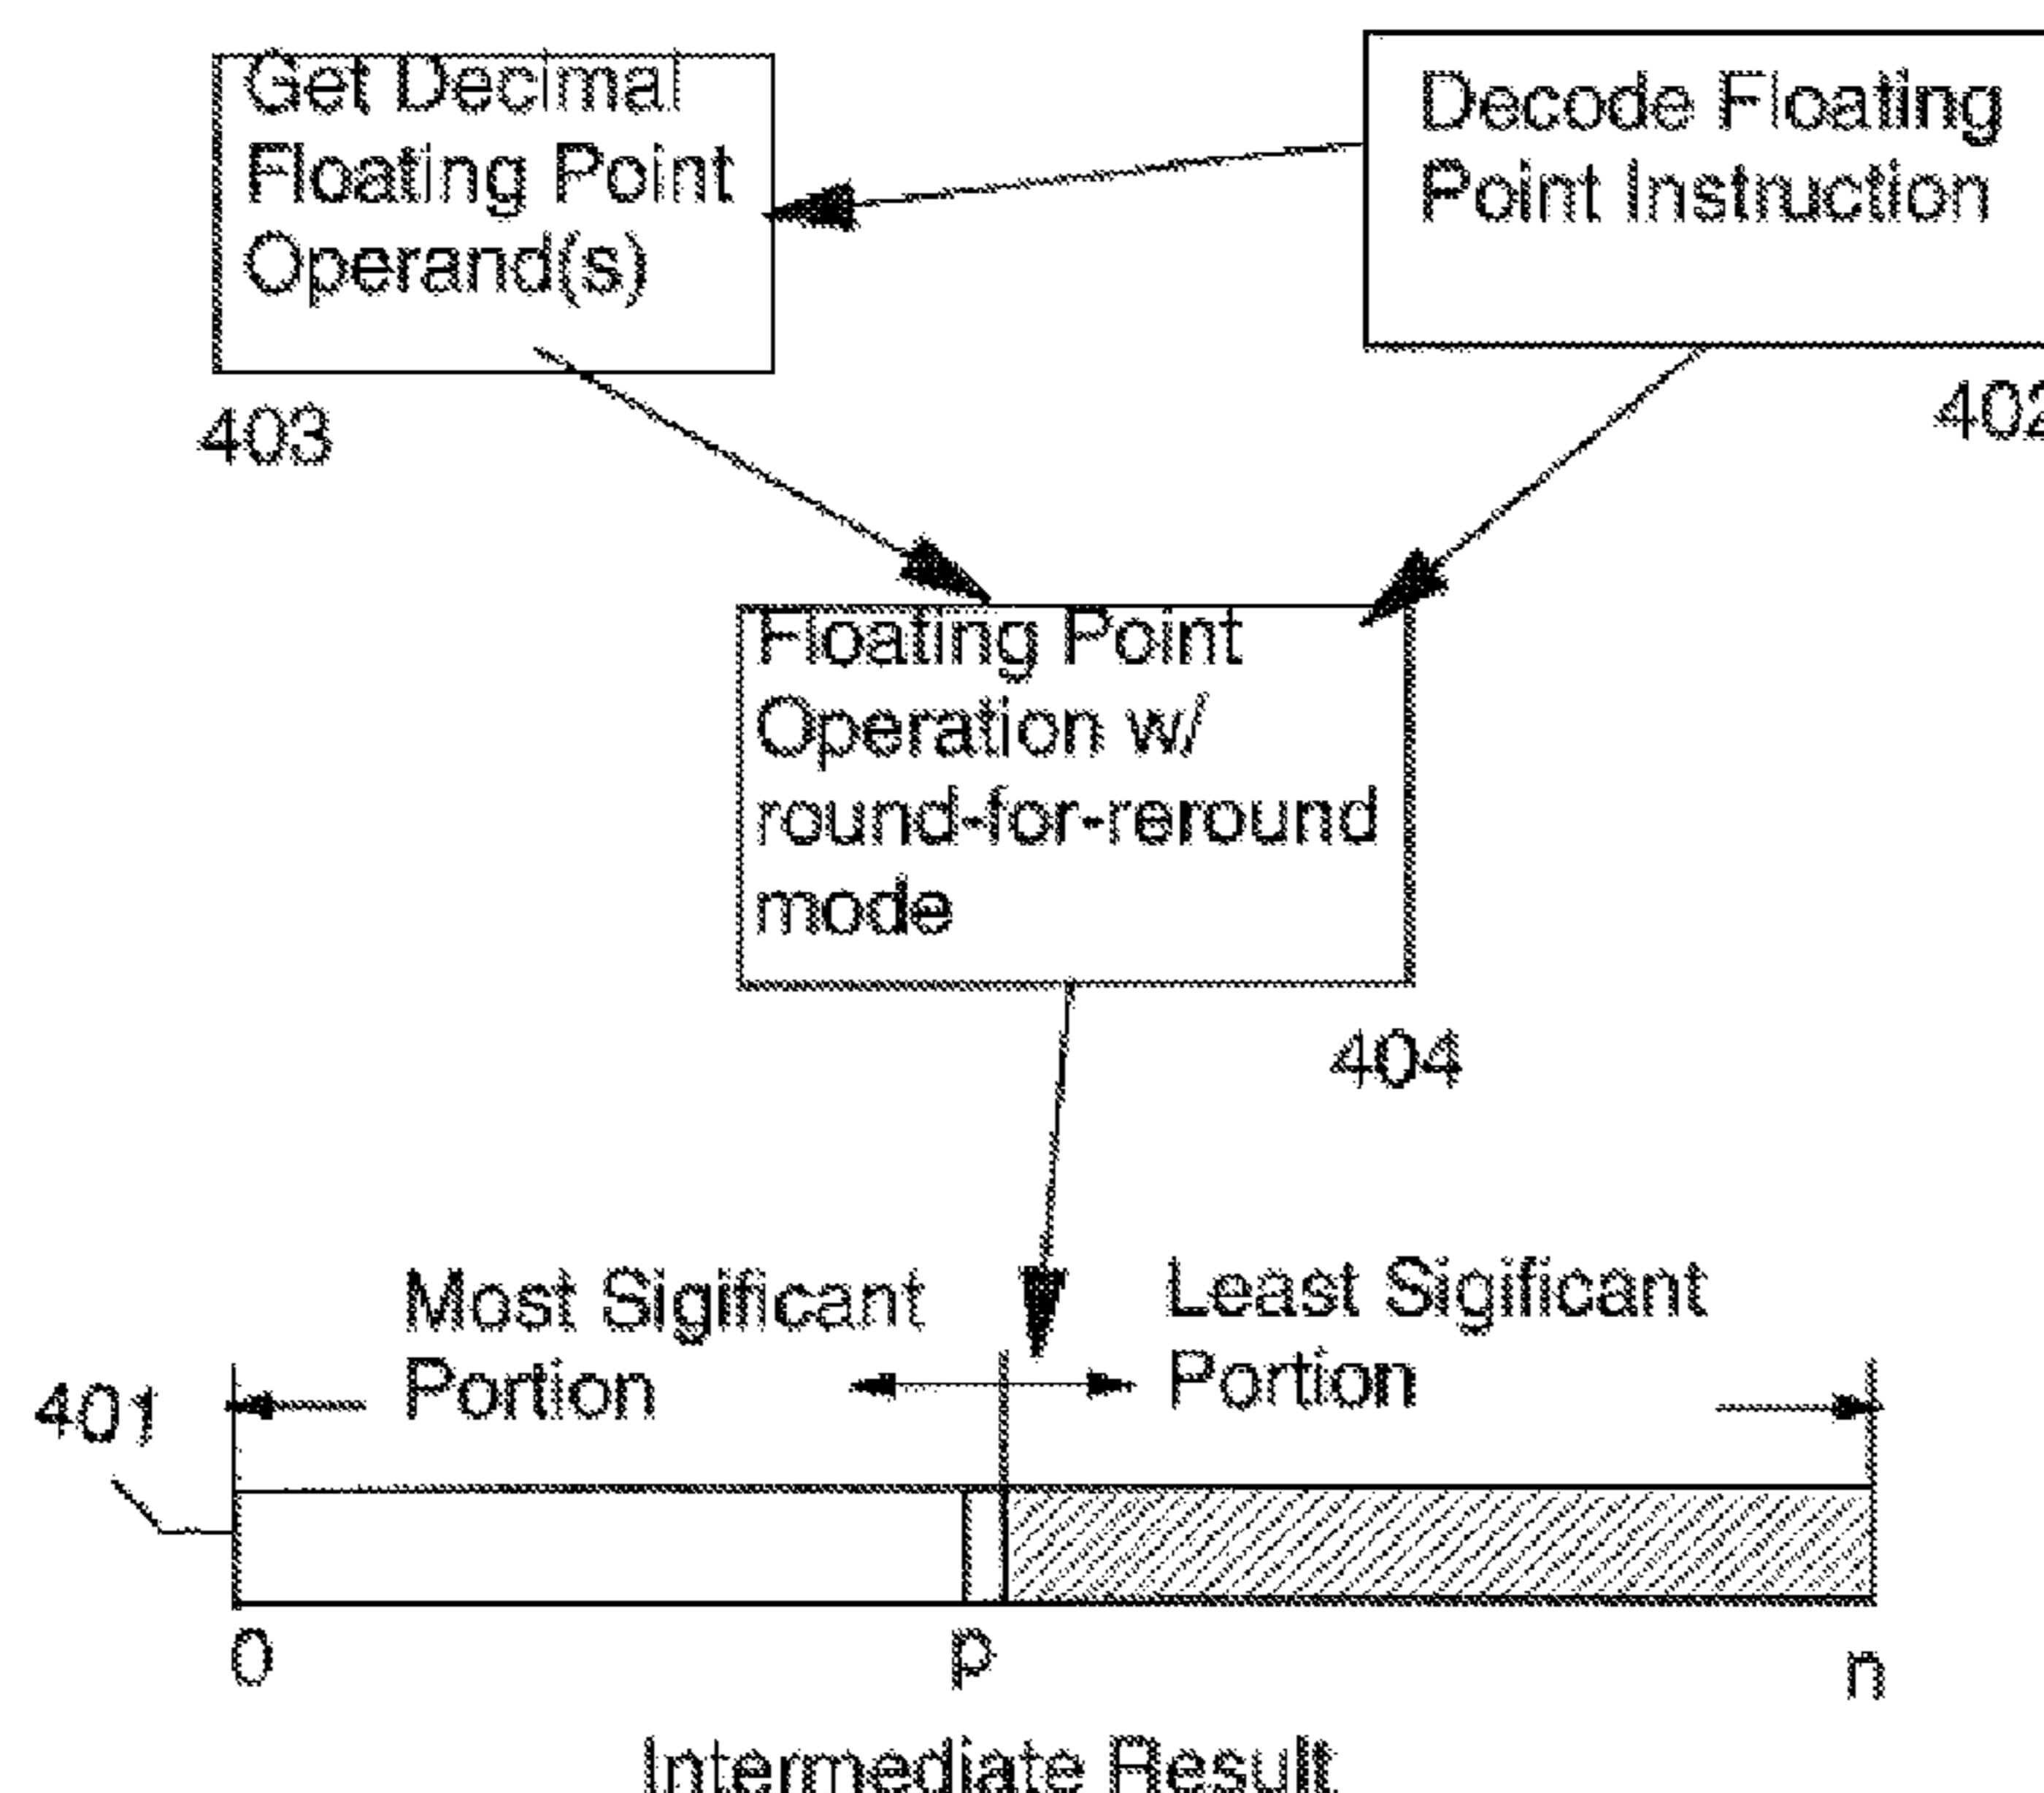 Get Decimal
Floating Point
Operand(s)
403
Decode Floating
Point Instruction
402
Floating Point
Operation w/
round-for-reround
mode
404
Most Sigificant
Portion
Least Sigificant
Portion
401
0
p
n
Intermediate Result